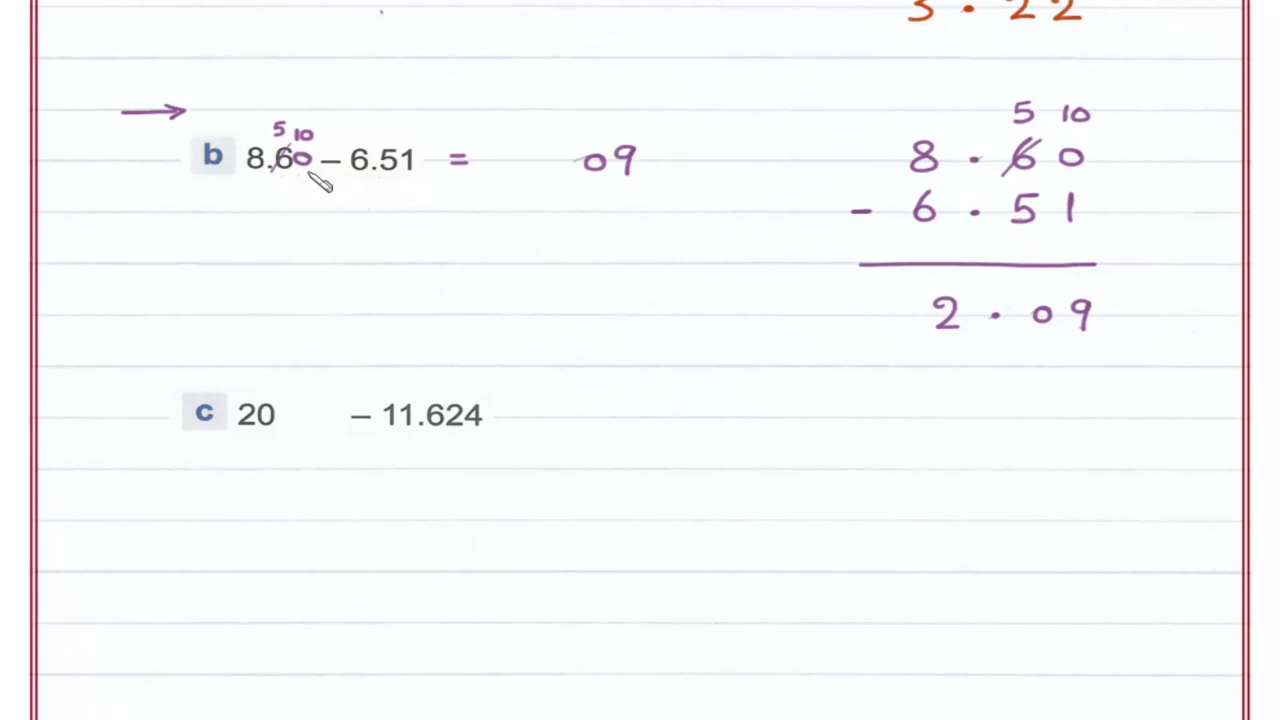 3 . 22
5 10
b 8.60 – 6.51 = 09
5 10
8 . 6 0
- 6 . 5 1
2 . 0 9
c 20 – 11.624